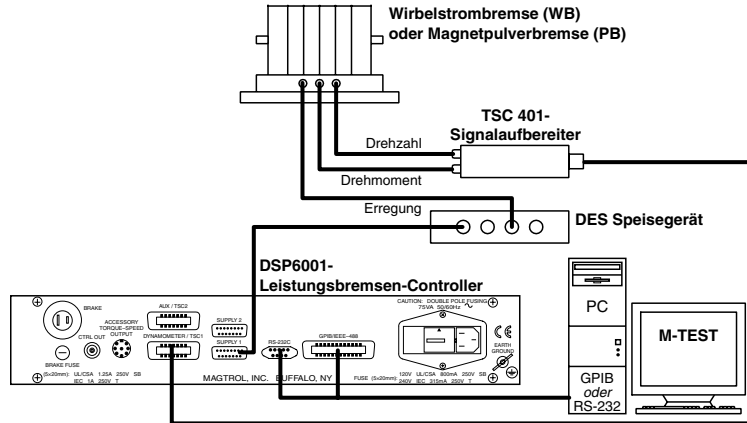 Wirbelstrombremse (WB)
oder Magnetpulverbremse (PB)
TSC 401-
Signalaufbereiter
Drehzahl
Drehmoment
Erregung
DES Speisegerät
DSP6001-
Leistungsbremsen-Controller
BRAKE
ACCESSORY
TORQUE-SPEED
OUTPUT
CTRL OUT
BRAKE FUSE
(5x20mm): UL/CSA 1.25A 250V SB
IEC 1A 250V T
AUX / TSC2
DYNAMOMETER / TSC1
SUPPLY 2
SUPPLY 1
RS-232C
GPIB/IEEE-488
MAGTROL, INC. BUFFALO, NY
CAUTION: DOUBLE POLE FUSING
75VA 50/60Hz
EARTH
GROUND
FUSE (5x20mm): 120V UL/CSA 800mA 250V SB
240V IEC 315mA 250V T
PC
GPIB
oder
RS-232
M-TEST